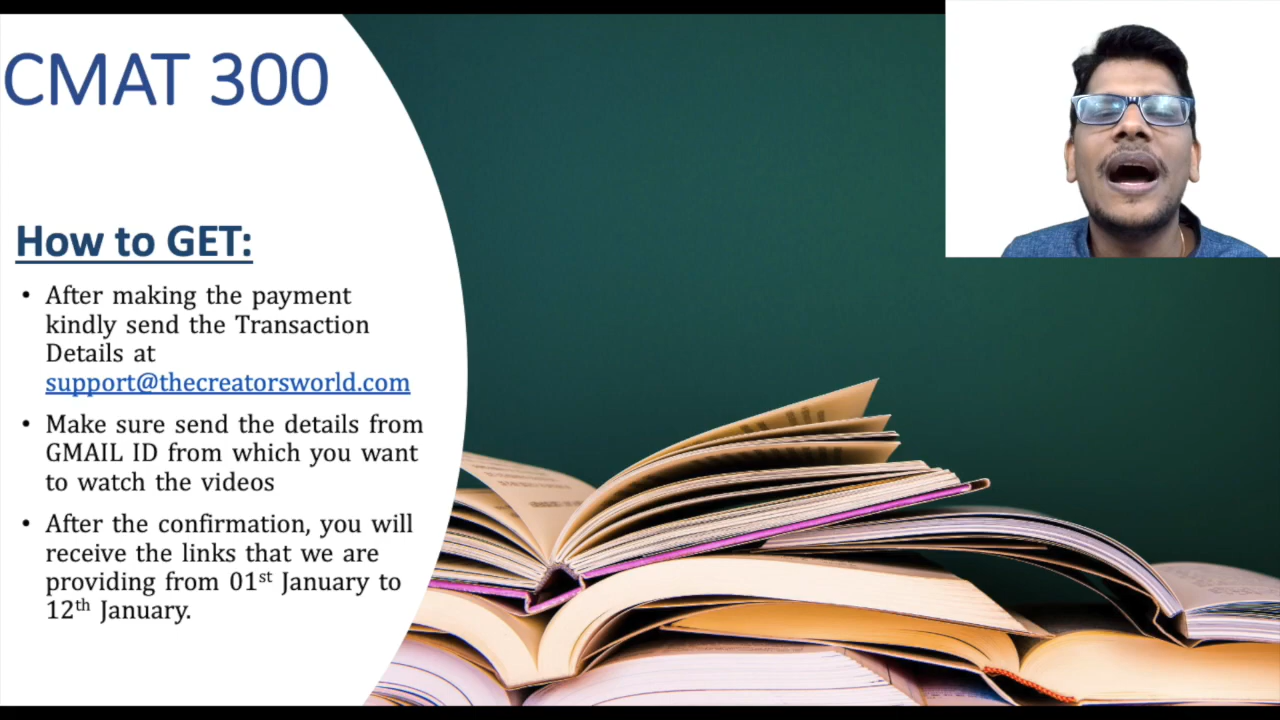 CMAT 300
How to GET:
• After making the payment
kindly send the Transaction
Details at
support@thecreatorsworld.com
• Make sure send the details from
GMAIL ID from which you want
to watch the videos
• After the confirmation, you will
receive the links that we are
providing from 01st January to
12th January.